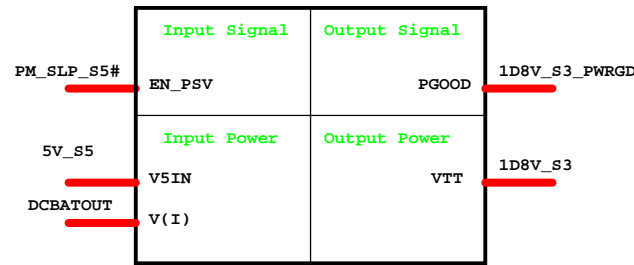 Input Signal
Output Signal
PM_SLP_S5#
EN_PSV
PGOOD
1D8V_S3_PWRGD
Input Power
Output Power
5V_S5
V5IN
VTT
1D8V_S3
DCBATOUT
V(I)